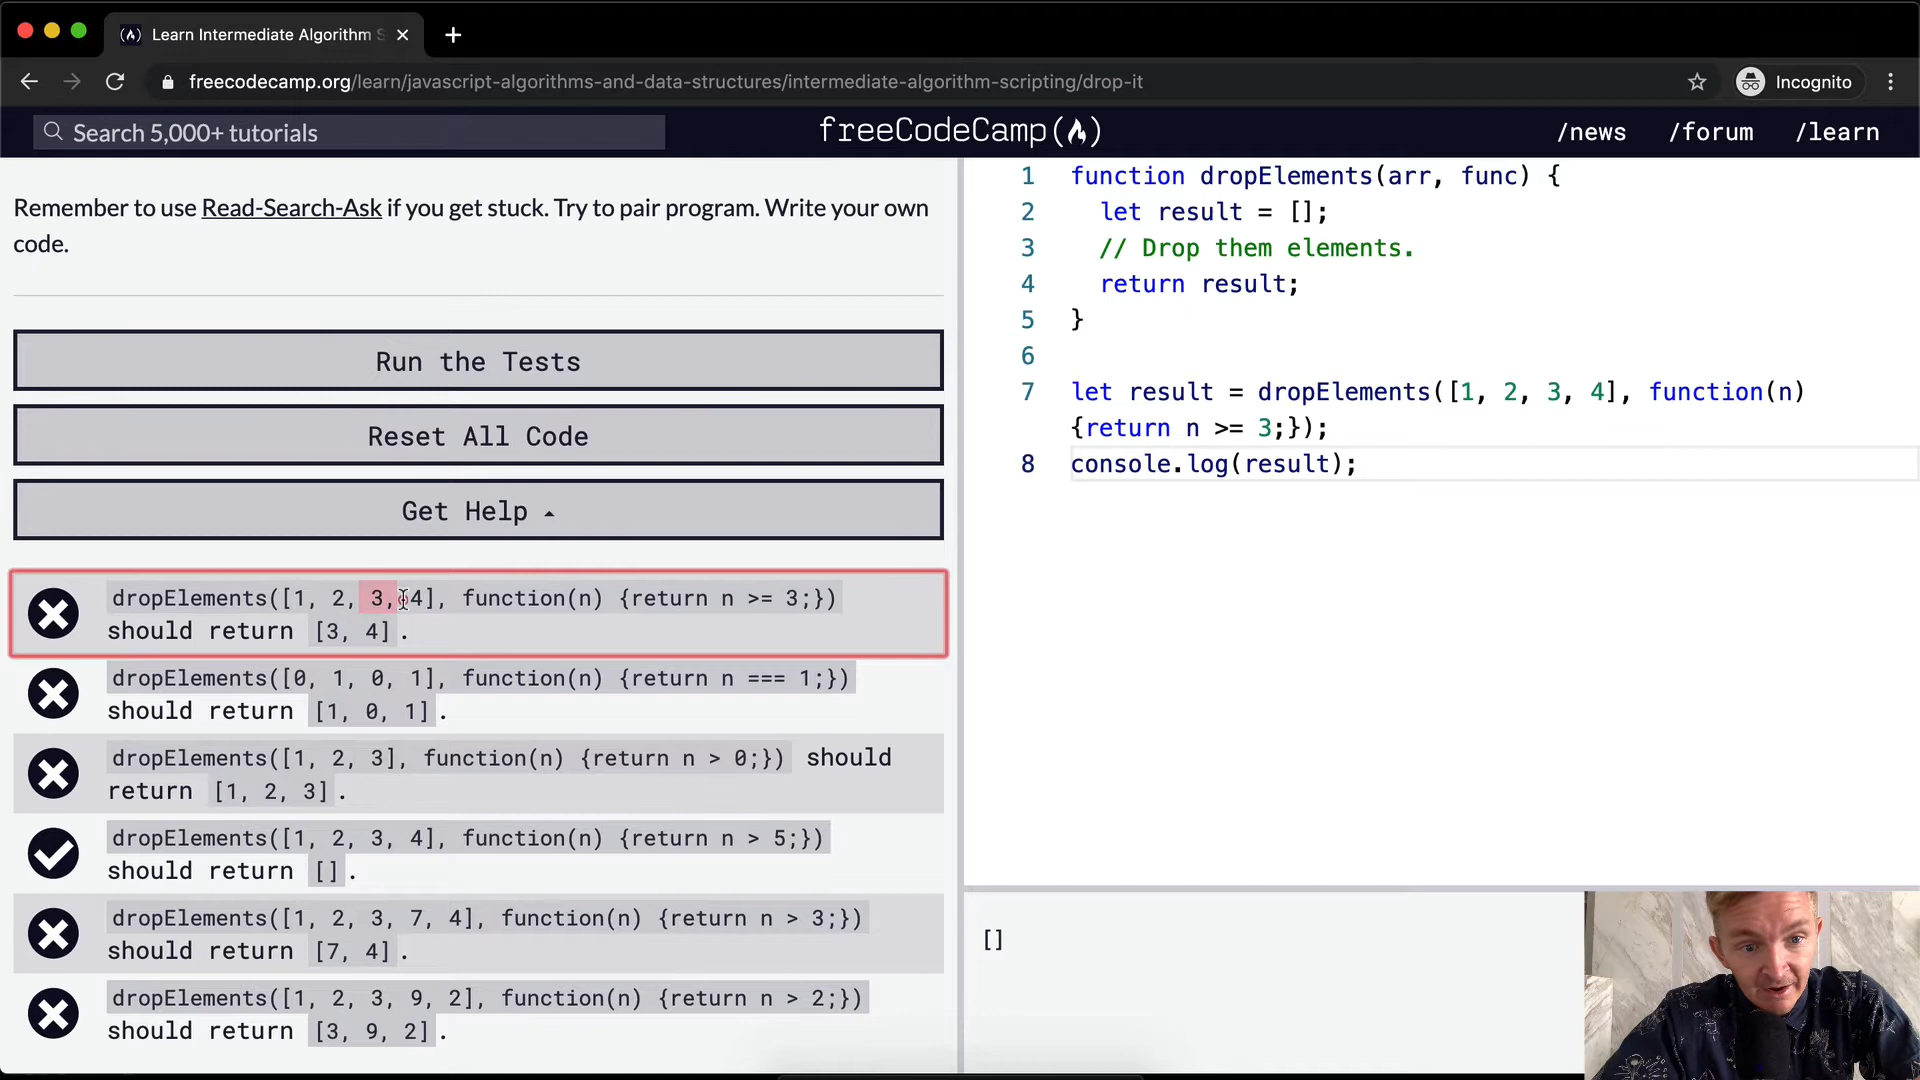 Learn Intermediate Algorithm S
freecodecamp.org/learn/javascript-algorithms-and-data-structures/intermediate-algorithm-scripting/drop-it
Incognito
Search 5,000+ tutorials
freeCodeCamp(🔥)
/news /forum /learn
Remember to use Read-Search-Ask if you get stuck. Try to pair program. Write your own
code.
Run the Tests
Reset All Code
Get Help
dropElements([1, 2, 3, 4], function(n) {return n >= 3;})
should return [3, 4].
dropElements([0, 1, 0, 1], function(n) {return n === 1;})
should return [1, 0, 1].
dropElements([1, 2, 3], function(n) {return n > 0;}) should
return [1, 2, 3].
dropElements([1, 2, 3, 4], function(n) {return n > 5;})
should return [].
dropElements([1, 2, 3, 7, 4], function(n) {return n > 3;})
should return [7, 4].
dropElements([1, 2, 3, 9, 2], function(n) {return n > 2;})
should return [3, 9, 2].
1 function dropElements(arr, func) {
2 let result = [];
3 // Drop them elements.
4 return result;
5 }
6
7 let result = dropElements([1, 2, 3, 4], function(n)
{return n >= 3;});
8 console.log(result);
[]